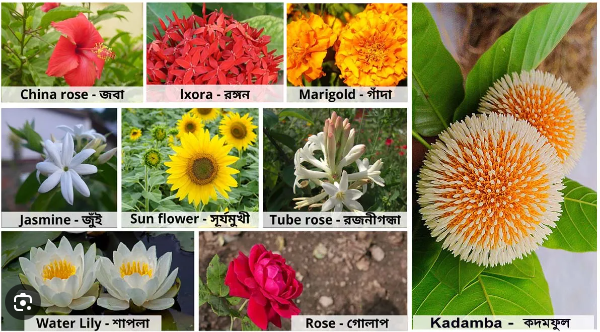 China rose - জবা
Ixora - রঙ্গন
Marigold - গাঁদা
Jasmine - জুঁই
Sun flower - সূর্যমুখী
Tube rose - রজনীগন্ধা
Water Lily - শাপলা
Rose - গোলাপ
Kadamba - কদমফুল